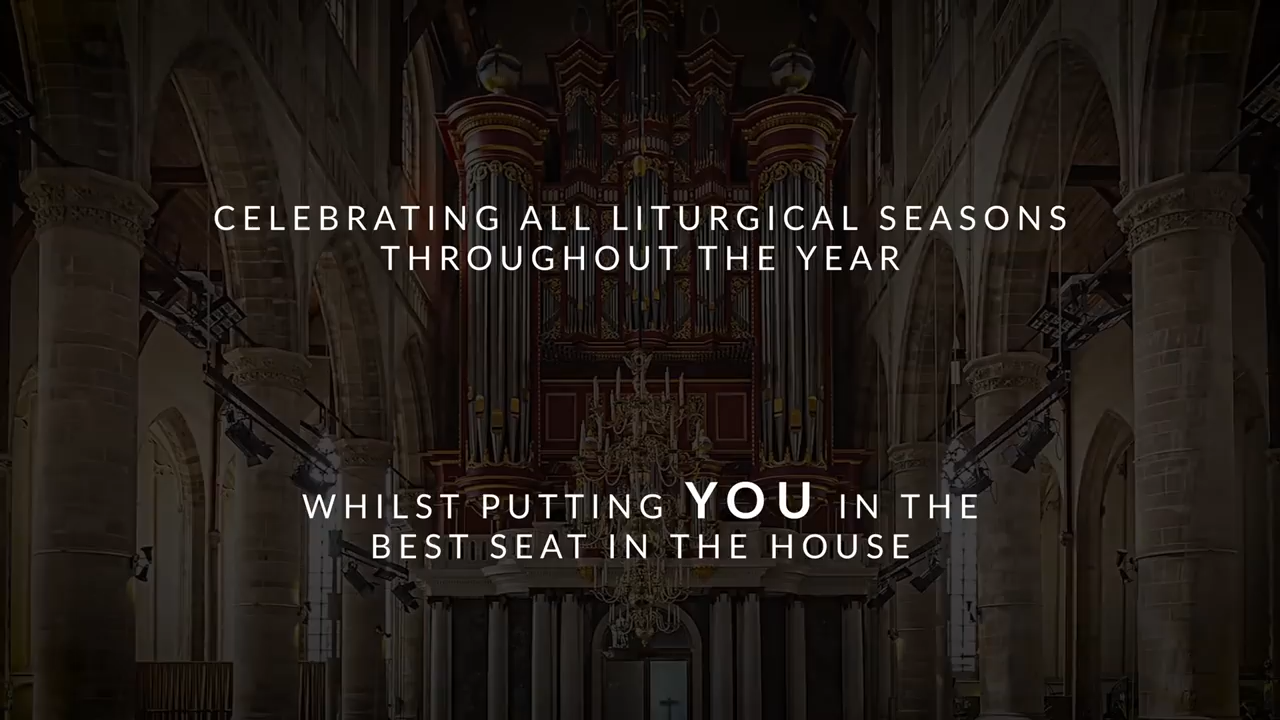 CELEBRATING ALL LITURGICAL SEASONS
THROUGHOUT THE YEAR
WHILST PUTTING YOU IN THE
BEST SEAT IN THE HOUSE